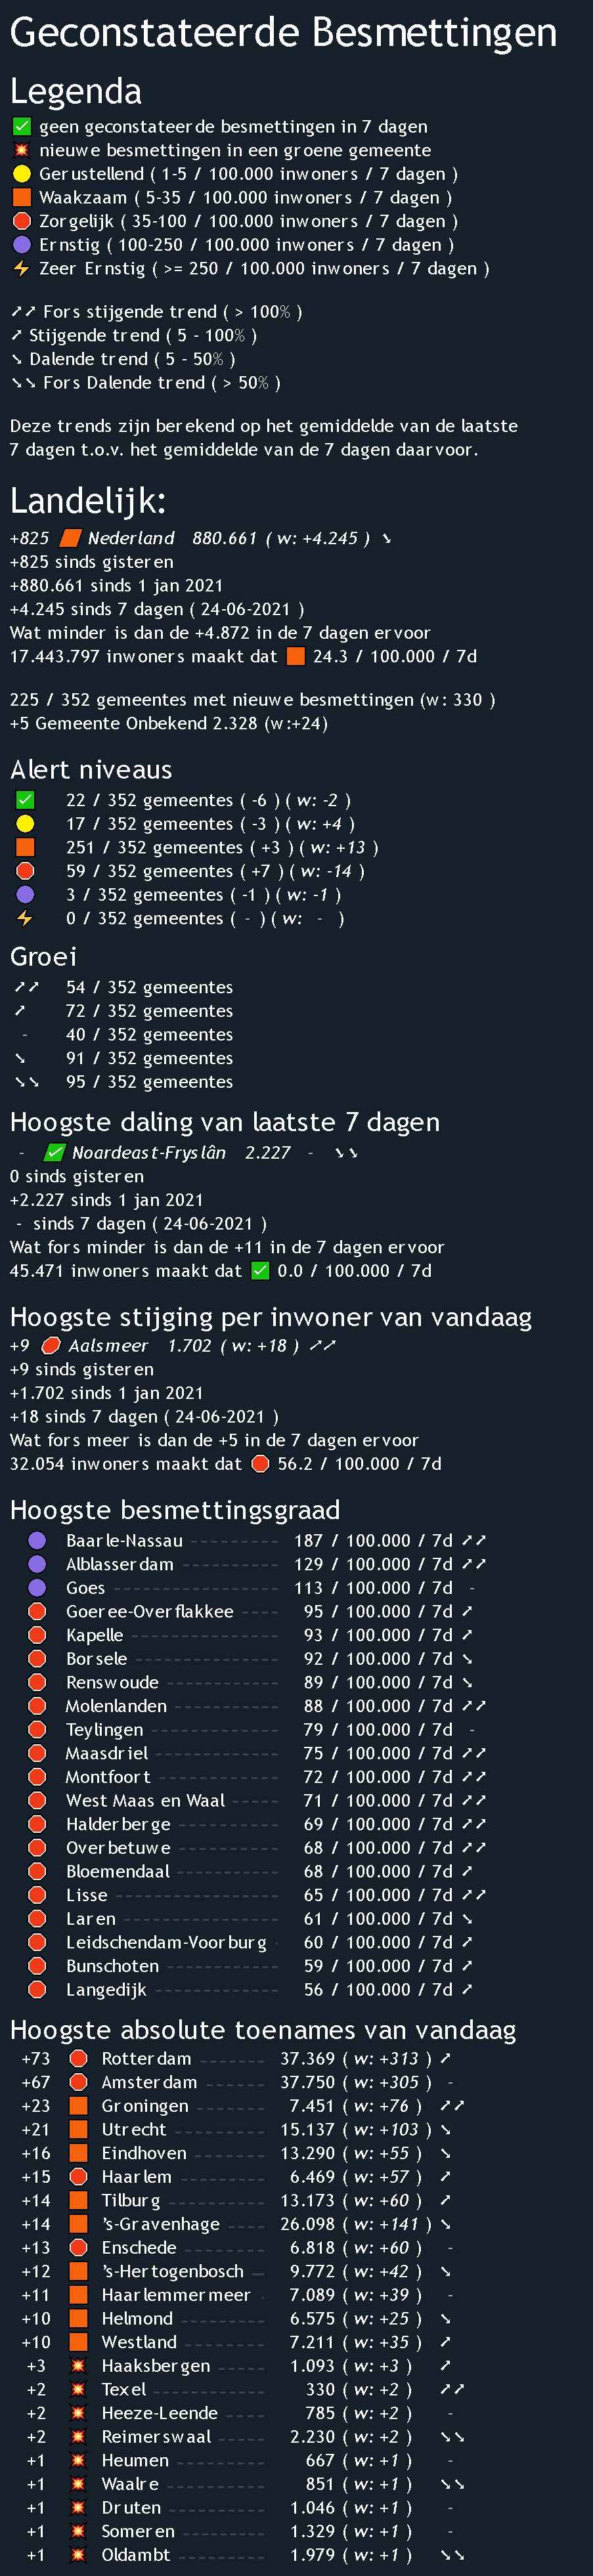 Geconstateerde Besmettingen
Legenda
✅ geen geconstateerde besmettingen in 7 dagen
💥 nieuwe besmettingen in een groene gemeente
🟡 Gerustellend ( 1-5 / 100.000 inwoners / 7 dagen )
🟧 Waakzaam ( 5-35 / 100.000 inwoners / 7 dagen )
🛑 Zorgelijk ( 35-100 / 100.000 inwoners / 7 dagen )
🟣 Ernstig ( 100-250 / 100.000 inwoners / 7 dagen )
⚡ Zeer Ernstig ( >= 250 / 100.000 inwoners / 7 dagen )
➚➚ Fors stijgende trend ( > 100% )
➚ Stijgende trend ( 5 - 100% )
➘ Dalende trend ( 5 - 50% )
➘➘ Fors Dalende trend ( > 50% )
Deze trends zijn berekend op het gemiddelde van de laatste
7 dagen t.o.v. het gemiddelde van de 7 dagen daarvoor.
Landelijk:
+825 🟧 Nederland 880.661 ( w: +4.245 ) ➘
+825 sinds gisteren
+880.661 sinds 1 jan 2021
+4.245 sinds 7 dagen ( 24-06-2021 )
Wat minder is dan de +4.872 in de 7 dagen ervoor
17.443.797 inwoners maakt dat 🟧 24.3 / 100.000 / 7d
225 / 352 gemeentes met nieuwe besmettingen (w: 330 )
+5 Gemeente Onbekend 2.328 (w:+24)
Alert niveaus
✅ 22 / 352 gemeentes ( -6 ) ( w: -2 )
🟡 17 / 352 gemeentes ( -3 ) ( w: +4 )
🟧 251 / 352 gemeentes ( +3 ) ( w: +13 )
🛑 59 / 352 gemeentes ( +7 ) ( w: -14 )
🟣 3 / 352 gemeentes ( -1 ) ( w: -1 )
⚡ 0 / 352 gemeentes ( - ) ( w: - )
Groei
➚➚ 54 / 352 gemeentes
➚ 72 / 352 gemeentes
- 40 / 352 gemeentes
➘ 91 / 352 gemeentes
➘➘ 95 / 352 gemeentes
Hoogste daling van laatste 7 dagen
- ✅ Noardeast-Fryslân 2.227 - ➘➘
0 sinds gisteren
+2.227 sinds 1 jan 2021
- sinds 7 dagen ( 24-06-2021 )
Wat fors minder is dan de +11 in de 7 dagen ervoor
45.471 inwoners maakt dat ✅ 0.0 / 100.000 / 7d
Hoogste stijging per inwoner van vandaag
+9 🛑 Aalsmeer 1.702 ( w: +18 ) ➚➚
+9 sinds gisteren
+1.702 sinds 1 jan 2021
+18 sinds 7 dagen ( 24-06-2021 )
Wat fors meer is dan de +5 in de 7 dagen ervoor
32.054 inwoners maakt dat 🛑 56.2 / 100.000 / 7d
Hoogste besmettingsgraad
🟣 Baarle-Nassau 187 / 100.000 / 7d ➚➚
🟣 Alblasserdam 129 / 100.000 / 7d ➚➚
🟣 Goes 113 / 100.000 / 7d -
🛑 Goeree-Overflakkee 95 / 100.000 / 7d ➚
🛑 Kapelle 93 / 100.000 / 7d ➚
🛑 Borsele 92 / 100.000 / 7d ➘
🛑 Renswoude 89 / 100.000 / 7d ➘
🛑 Molenlanden 88 / 100.000 / 7d ➚➚
🛑 Teylingen 79 / 100.000 / 7d -
🛑 Maasdriel 75 / 100.000 / 7d ➚➚
🛑 Montfoort 72 / 100.000 / 7d ➚➚
🛑 West Maas en Waal 71 / 100.000 / 7d ➚➚
🛑 Halderberge 69 / 100.000 / 7d ➚➚
🛑 Overbetuwe 68 / 100.000 / 7d ➚➚
🛑 Bloemendaal 68 / 100.000 / 7d ➚
🛑 Lisse 65 / 100.000 / 7d ➚➚
🛑 Laren 61 / 100.000 / 7d ➘
🛑 Leidschendam-Voorburg 60 / 100.000 / 7d ➚
🛑 Bunschoten 59 / 100.000 / 7d ➚
🛑 Langedijk 56 / 100.000 / 7d ➚
Hoogste absolute toenames van vandaag
+73 🛑 Rotterdam 37.369 ( w: +313 ) ➚
+67 🛑 Amsterdam 37.750 ( w: +305 ) -
+23 🟧 Groningen 7.451 ( w: +76 ) ➚➚
+21 🟧 Utrecht 15.137 ( w: +103 ) ➘
+16 🟧 Eindhoven 13.290 ( w: +55 ) ➘
+15 🛑 Haarlem 6.469 ( w: +57 ) ➚
+14 🟧 Tilburg 13.173 ( w: +60 ) ➚
+14 🟧 's-Gravenhage 26.098 ( w: +141 ) ➘
+13 🛑 Enschede 6.818 ( w: +60 ) -
+12 🟧 's-Hertogenbosch 9.772 ( w: +42 ) ➘
+11 🟧 Haarlemmermeer 7.089 ( w: +39 ) -
+10 🟧 Helmond 6.575 ( w: +25 ) ➘
+10 🟧 Westland 7.211 ( w: +35 ) ➚
+3 💥 Haaksbergen 1.093 ( w: +3 ) ➚
+2 💥 Texel 330 ( w: +2 ) ➚➚
+2 💥 Heeze-Leende 785 ( w: +2 ) -
+2 💥 Reimerswaal 2.230 ( w: +2 ) ➘➘
+1 💥 Heumen 667 ( w: +1 ) -
+1 💥 Waalre 851 ( w: +1 ) ➘➘
+1 💥 Druten 1.046 ( w: +1 ) -
+1 💥 Someren 1.329 ( w: +1 ) -
+1 💥 Oldambt 1.979 ( w: +1 ) ➘➘